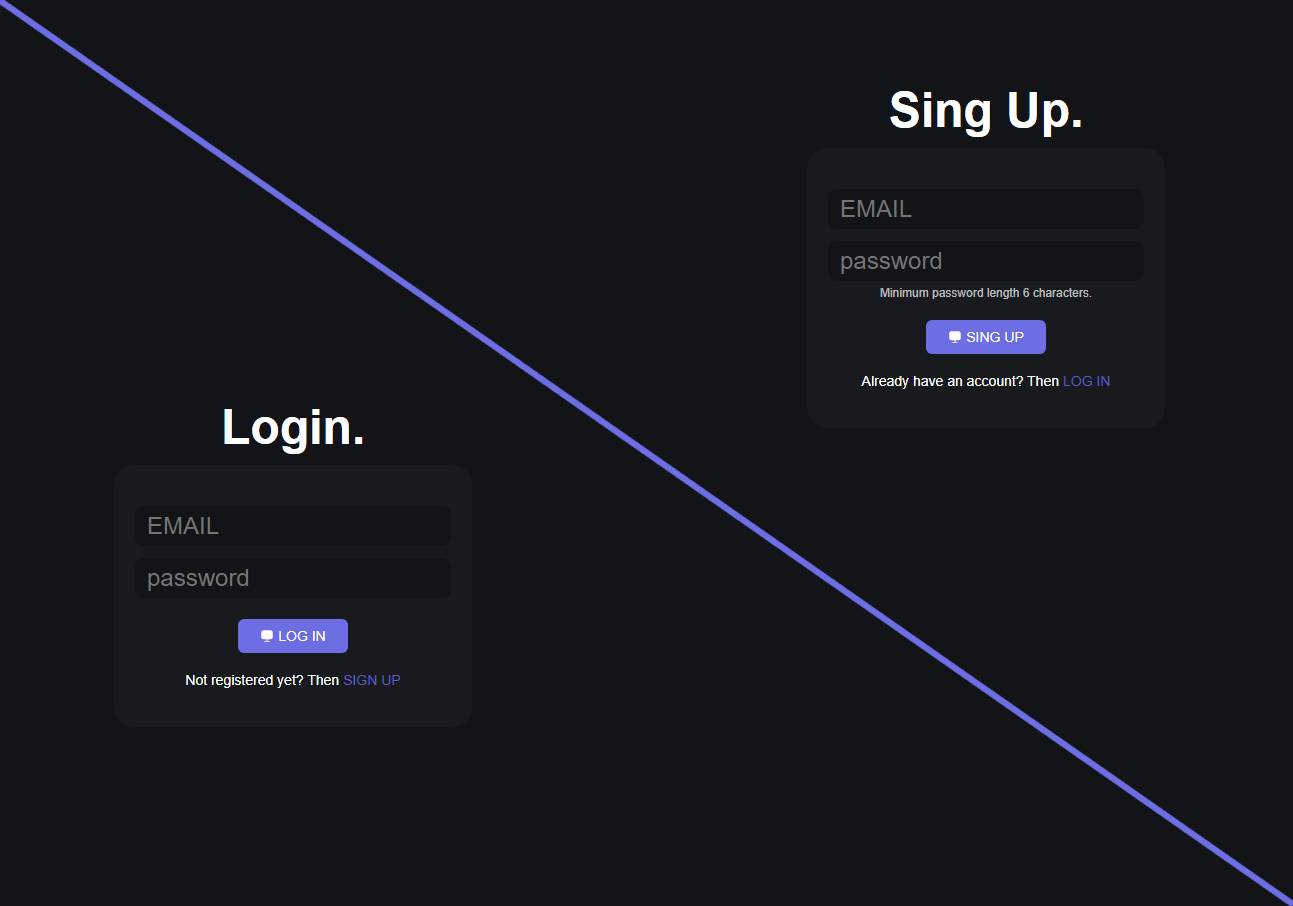 Sing Up.
EMAIL
password
Minimum password length 6 characters.
SING UP
Already have an account? Then LOG IN
Login.
EMAIL
password
LOG IN
Not registered yet? Then SIGN UP